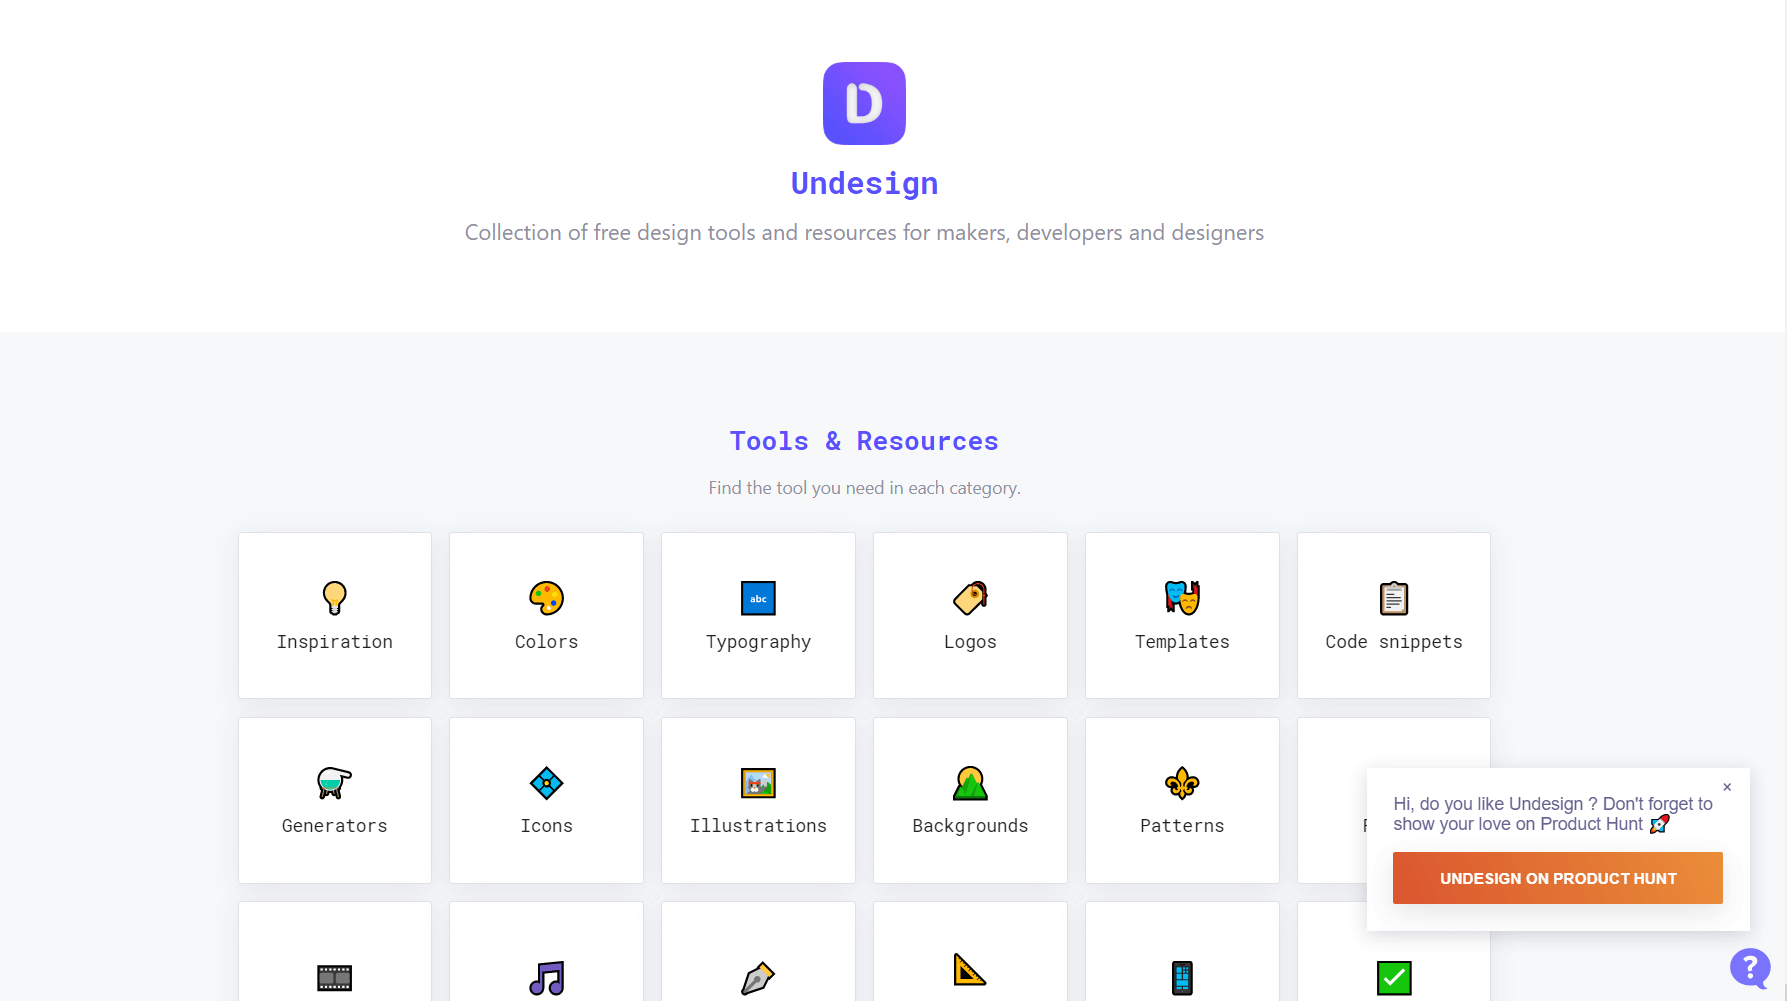 D
Undesign
Collection of free design tools and resources for makers, developers and designers
Tools & Resources
Find the tool you need in each category.
abc
Inspiration
Colors
Typography
Logos
Templates
Code snippets
Generators
Icons
Illustrations
Backgrounds
Patterns
×
Hi, do you like Undesign ? Don't forget to
show your love on Product Hunt 🚀
UNDESIGN ON PRODUCT HUNT
?